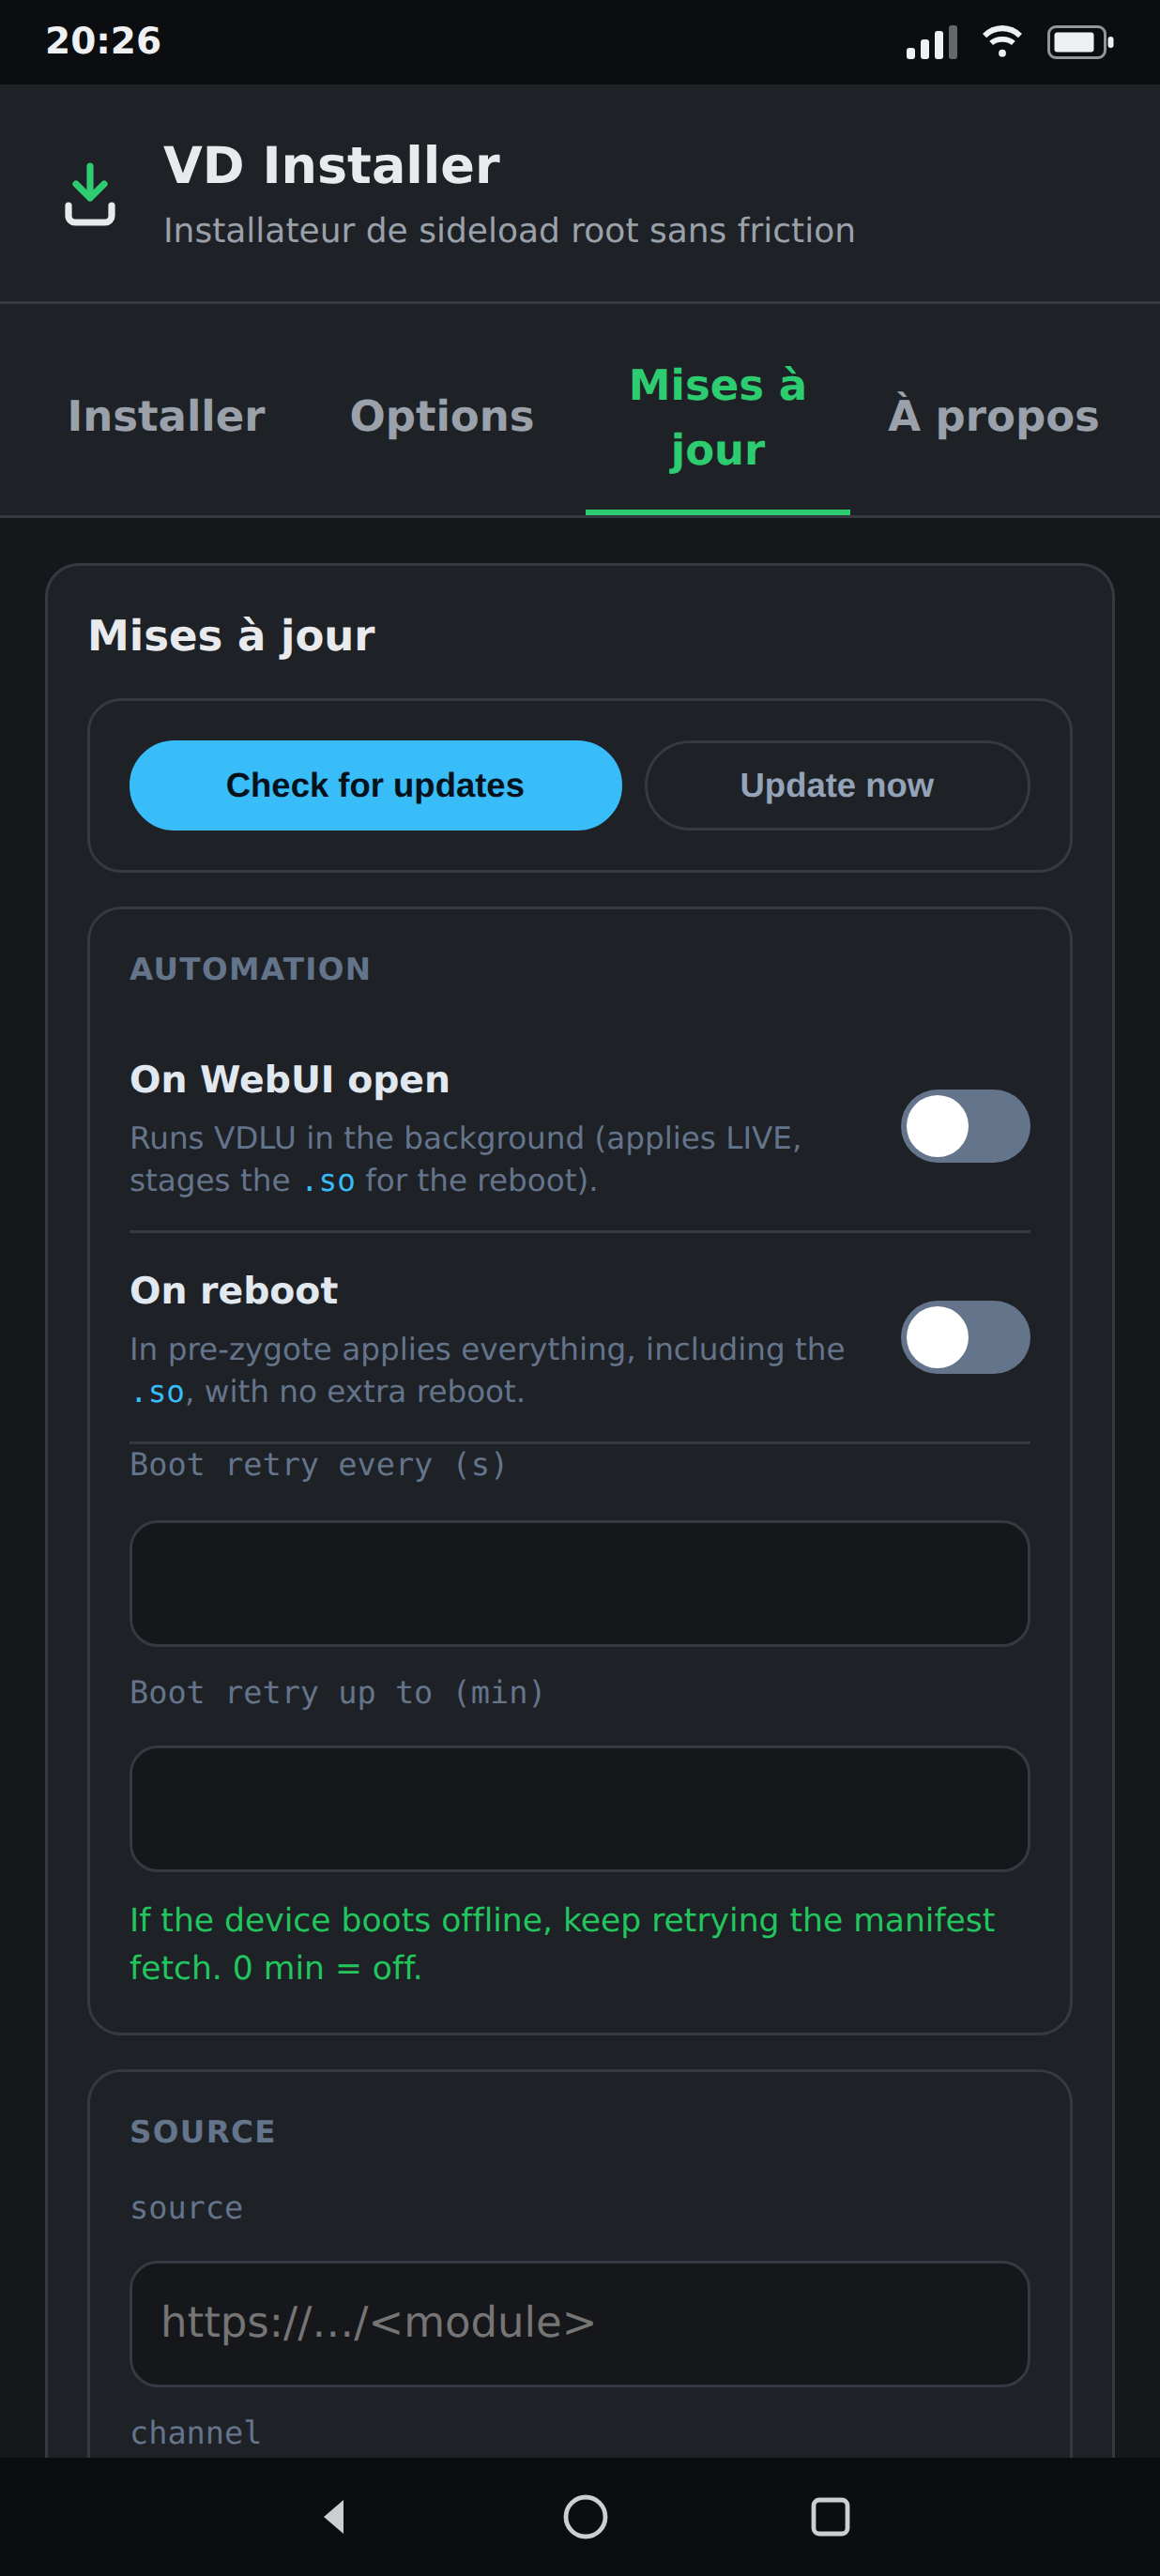 20:26
VD Installer
Installateur de sideload root sans friction
Installer
Options
Mises à
jour
À propos
Mises à jour
Check for updates
Update now
AUTOMATION
On WebUI open
Runs VDLU in the background (applies LIVE,
stages the .so for the reboot).
On reboot
In pre-zygote applies everything, including the
.so, with no extra reboot.
Boot retry every (s)
Boot retry up to (min)
If the device boots offline, keep retrying the manifest
fetch. 0 min = off.
SOURCE
source
https://…/<module>
channel